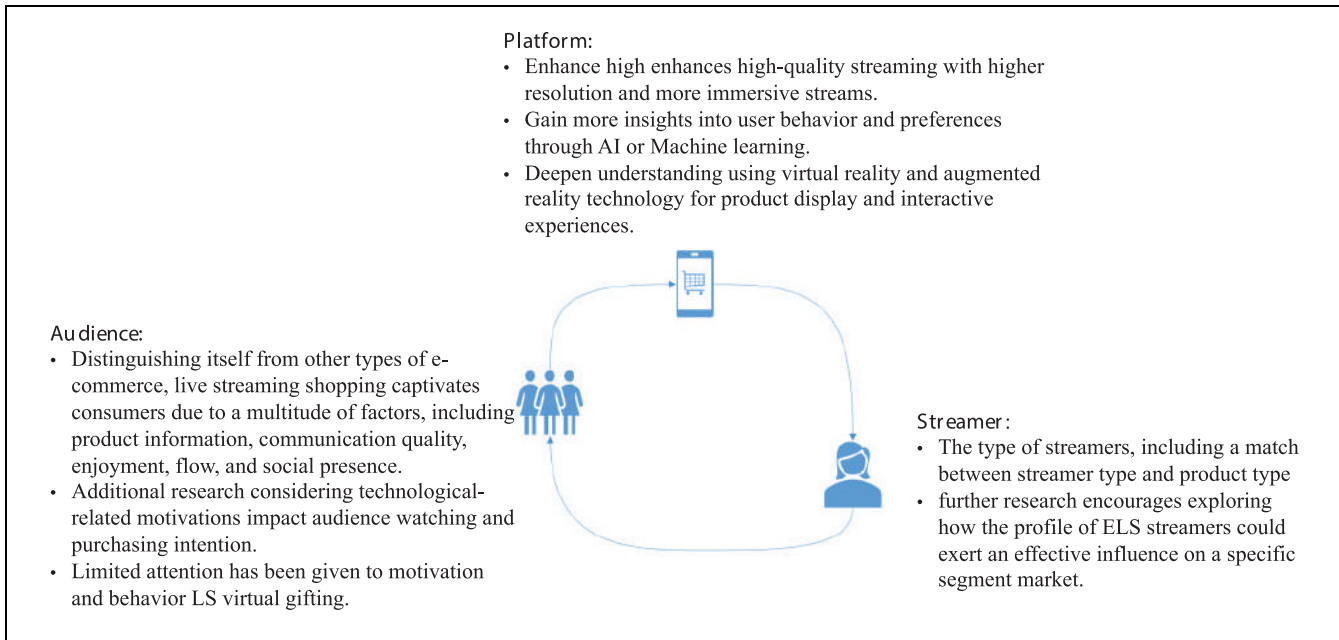 Platform:
• Enhance high enhances high-quality streaming with higher
resolution and more immersive streams.
• Gain more insights into user behavior and preferences
through AI or Machine learning.
• Deepen understanding using virtual reality and augmented
reality technology for product display and interactive
experiences.
Audience:
• Distinguishing itself from other types of e-
commerce, live streaming shopping captivates
consumers due to a multitude of factors, including
product information, communication quality,
enjoyment, flow, and social presence.
• Additional research considering technological-
related motivations impact audience watching and
purchasing intention.
• Limited attention has been given to motivation
and behavior LS virtual gifting.
Streamer:
• The type of streamers, including a match
between streamer type and product type
• further research encourages exploring
how the profile of ELS streamers could
exert an effective influence on a specific
segment market.